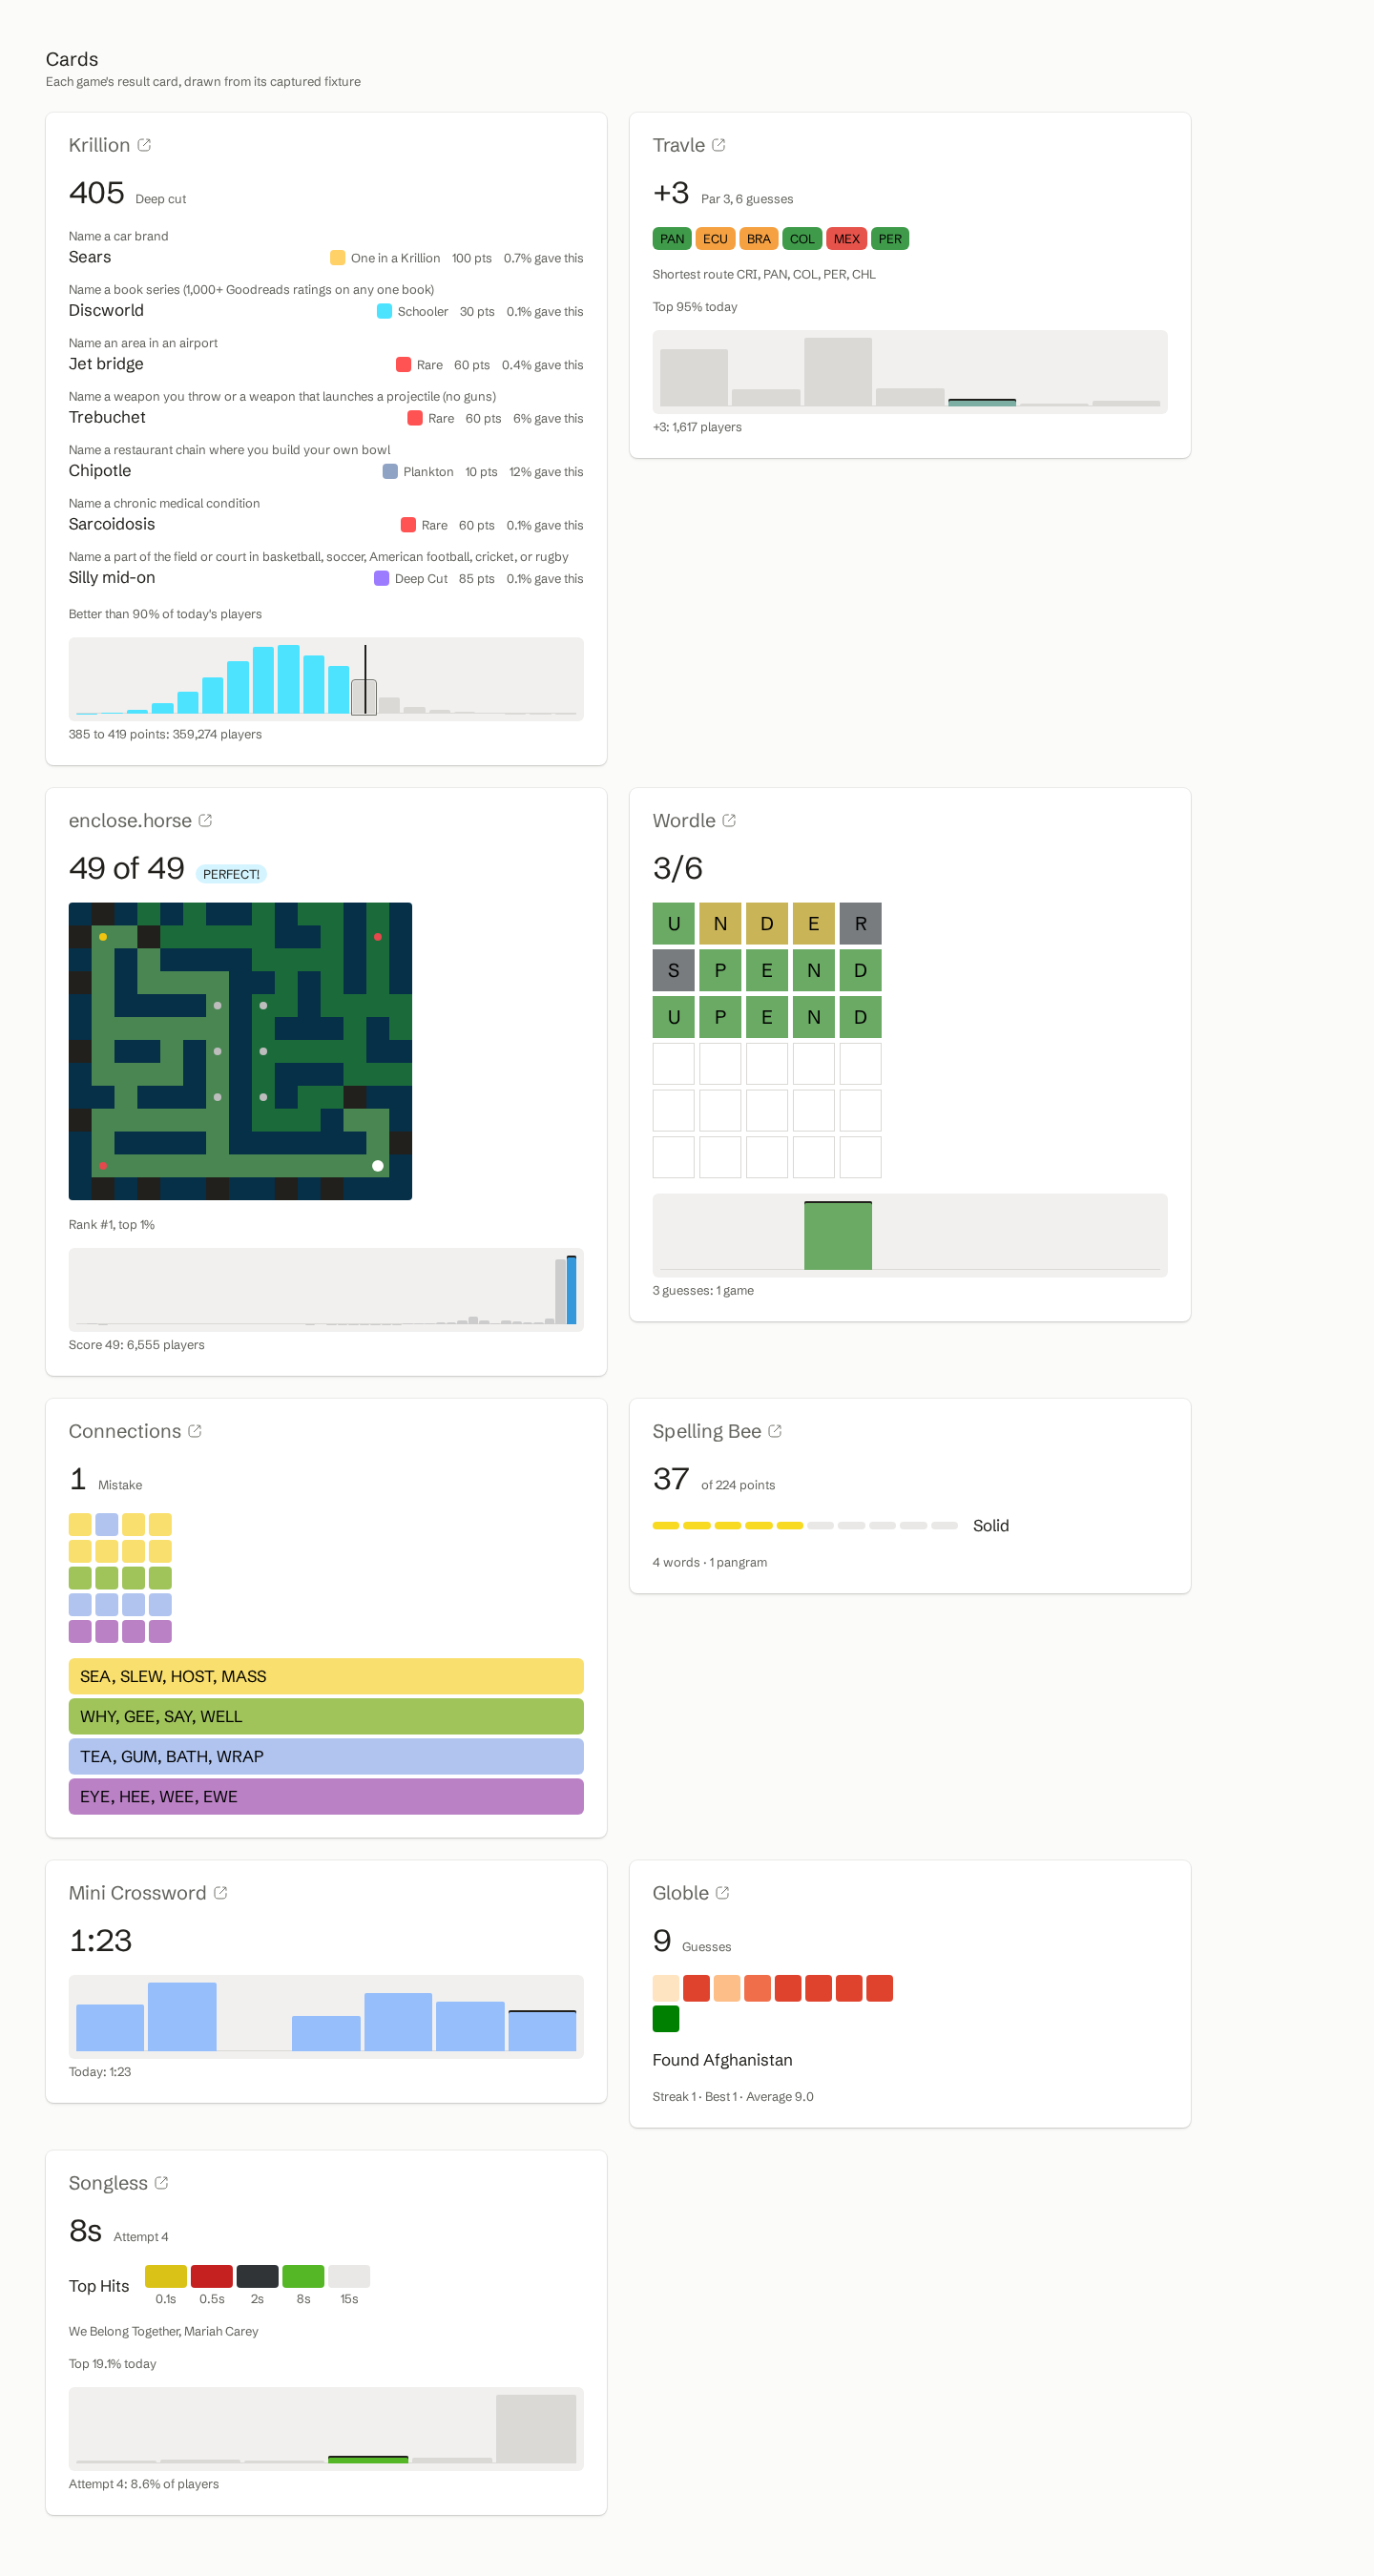 Cards
Each game's result card, drawn from its captured fixture
Krillion
405 Deep cut
Name a car brand
Sears One in a Krillion 100 pts 0.7% gave this
Name a book series (1,000+ Goodreads ratings on any one book)
Discworld Schooler 30 pts 0.1% gave this
Name an area in an airport
Jet bridge Rare 60 pts 0.4% gave this
Name a weapon you throw or a weapon that launches a projectile (no guns)
Trebuchet Rare 60 pts 6% gave this
Name a restaurant chain where you build your own bowl
Chipotle Plankton 10 pts 12% gave this
Name a chronic medical condition
Sarcoidosis Rare 60 pts 0.1% gave this
Name a part of the field or court in basketball, soccer, American football, cricket, or rugby
Silly mid-on Deep Cut 85 pts 0.1% gave this
Better than 90% of today's players
385 to 419 points: 359,274 players
Travle
+3 Par 3, 6 guesses
PAN ECU BRA COL MEX PER
Shortest route CRI, PAN, COL, PER, CHL
Top 95% today
+3: 1,617 players
enclose.horse
49 of 49 PERFECT!
Rank #1, top 1%
Score 49: 6,555 players
Wordle
3/6
U N D E R
S P E N D
U P E N D
3 guesses: 1 game
Connections
1 Mistake
SEA, SLEW, HOST, MASS
WHY, GEE, SAY, WELL
TEA, GUM, BATH, WRAP
EYE, HEE, WEE, EWE
Spelling Bee
37 of 224 points
Solid
4 words · 1 pangram
Mini Crossword
1:23
Today: 1:23
Globle
9 Guesses
Found Afghanistan
Streak 1 · Best 1 · Average 9.0
Songless
8s Attempt 4
Top Hits
0.1s 0.5s 2s 8s 15s
We Belong Together, Mariah Carey
Top 19.1% today
Attempt 4: 8.6% of players